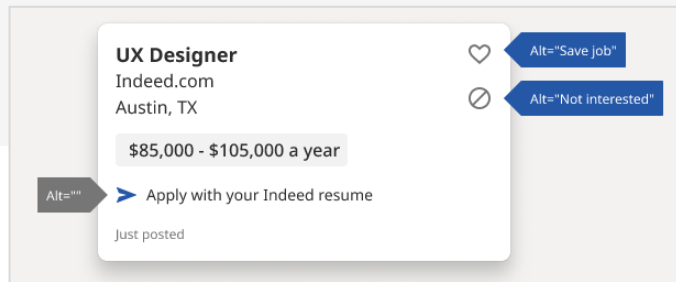 UX Designer
Alt="Save job"
Indeed.com
Austin, TX
Alt="Not interested"
$85,000 - $105,000 a year
Alt=""
Apply with your Indeed resume
Just posted